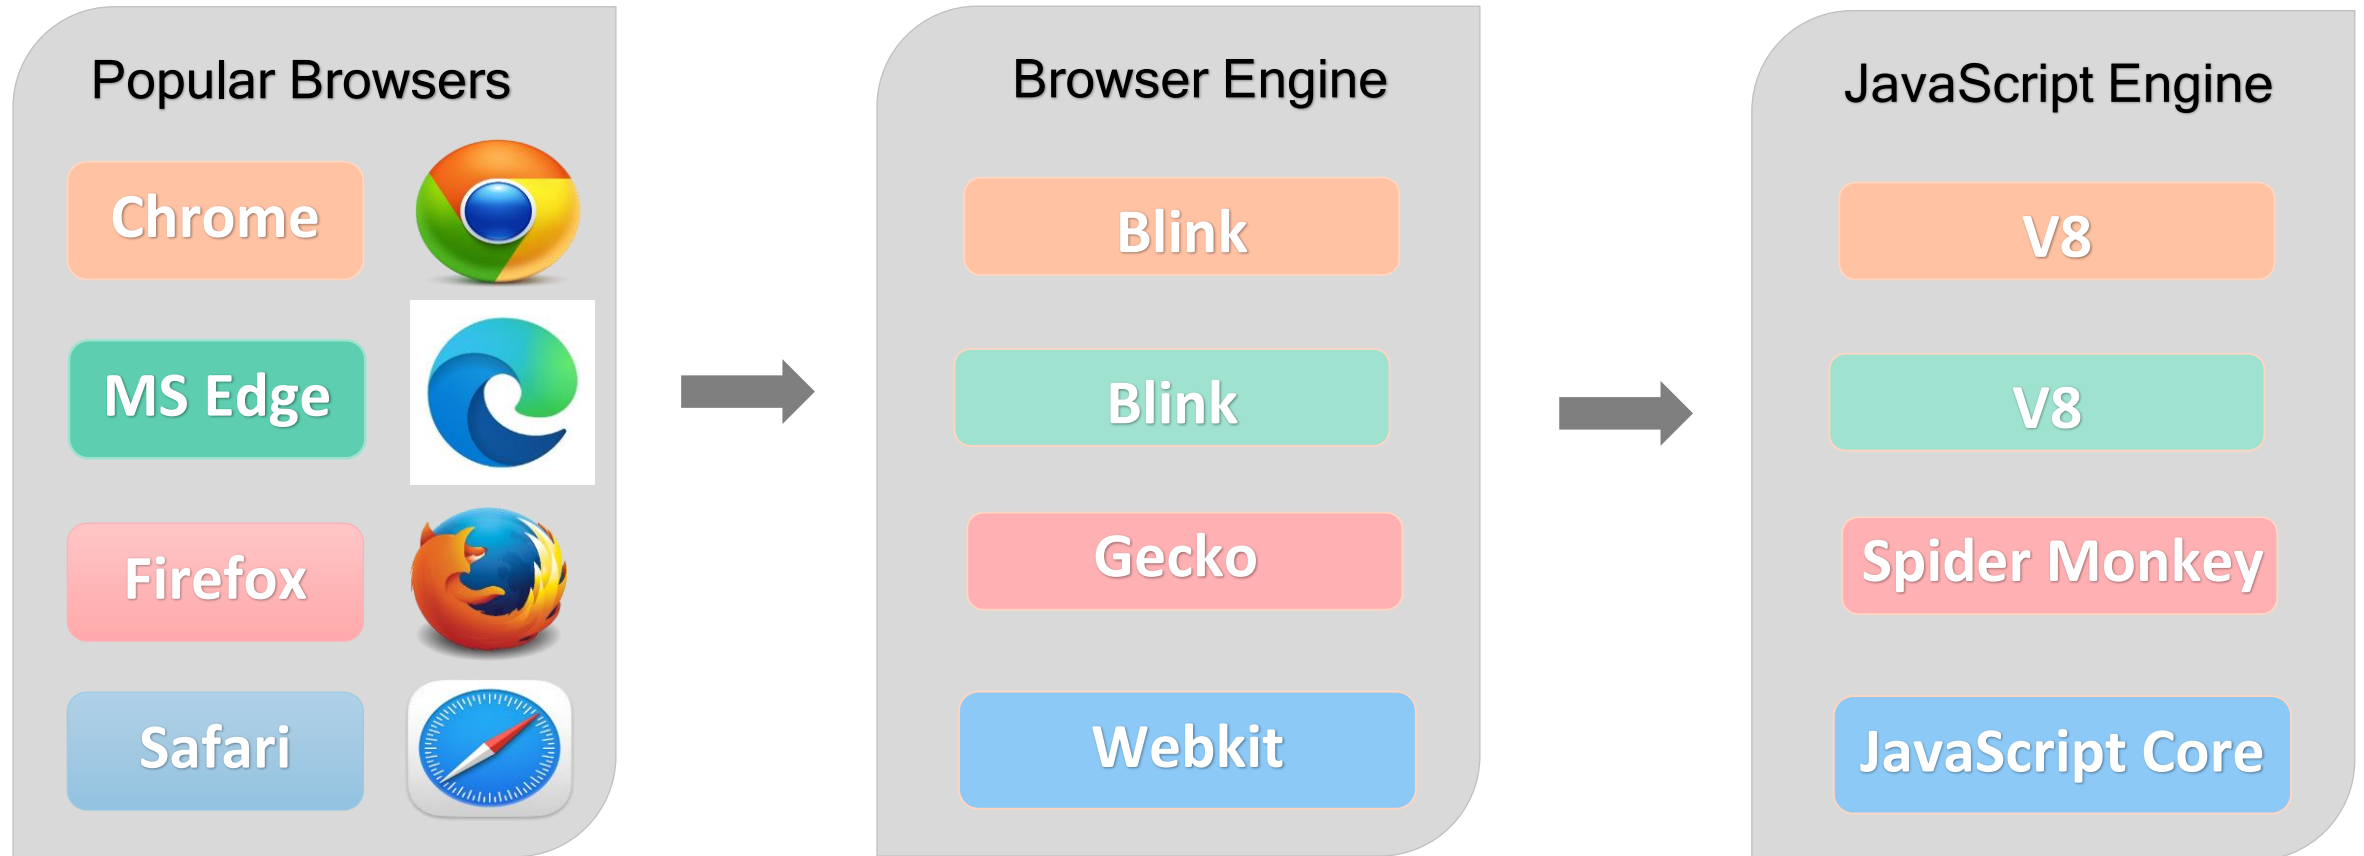 Popular Browsers
Chrome
MS Edge
Firefox
Safari
Browser Engine
Blink
Blink
Gecko
Webkit
JavaScript Engine
V8
V8
Spider Monkey
JavaScript Core